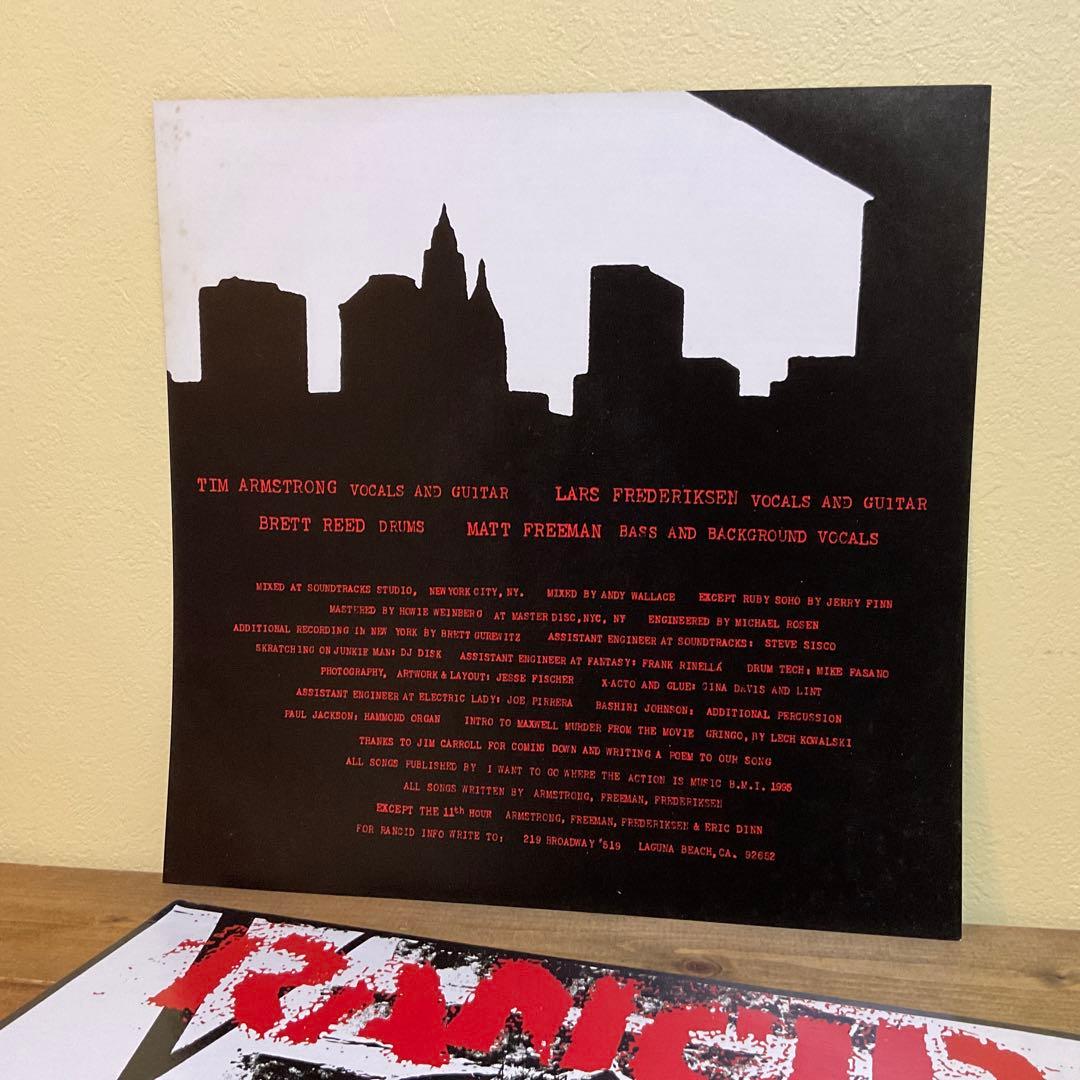 TIM ARMSTRONG VOCALS AND GUITAR LARS FREDERIKSEN VOCALS AND GUITAR
BRETT REED DRUMS MATT FREEMAN BASS AND BACKGROUND VOCALS
MIXED AT SOUNDTRACKS STUDIO, NEW YORK CITY, NY. MIXED BY ANDY WALLACE EXCEPT RUBY SOHO BY JERRY FINN
MASTERED BY HOWIE WEINBERG AT MASTERDISC, NYC, NY ENGINEERED BY MICHAEL ROSEN
ADDITIONAL RECORDING IN NEW YORK BY BRETT GUREWITZ ASSISTANT ENGINEER AT SOUNDTRACKS: STEVE SISCO
SKRATCHING ON JUNKIE MAN: DJ DISK ASSISTANT ENGINEER AT FANTASY: FRANK RINELLA DRUM TECH: MIKE FASANO
PHOTOGRAPHY, ARTWORK & LAYOUT: JESSE FISCHER X-ACTO AND GLUE: GINA DAVIS AND LINT
ASSISTANT ENGINEER AT ELECTRIC LADY: JOE PIRRERA BASHIRI JOHNSON: ADDITIONAL PERCUSSION
PAUL JACKSON: HAMMOND ORGAN INTRO TO MAXWELL MURDER FROM THE MOVIE GRINGO, BY LECH KOWALSKI
THANKS TO JIM CARROLL FOR COMING DOWN AND WRITING A POEM TO OUR SONG
ALL SONGS PUBLISHED BY I WANT TO GO WHERE THE ACTION IS MUSIC B.M.I. 1995
ALL SONGS WRITTEN BY ARMSTRONG, FREEMAN, FREDERIKSEN
EXCEPT THE 11th HOUR ARMSTRONG, FREEMAN, FREDERIKSEN & ERIC DINN
FOR RANCID INFO WRITE TO: 219 BROADWAY #519 LAGUNA BEACH, CA. 92652
RANCID